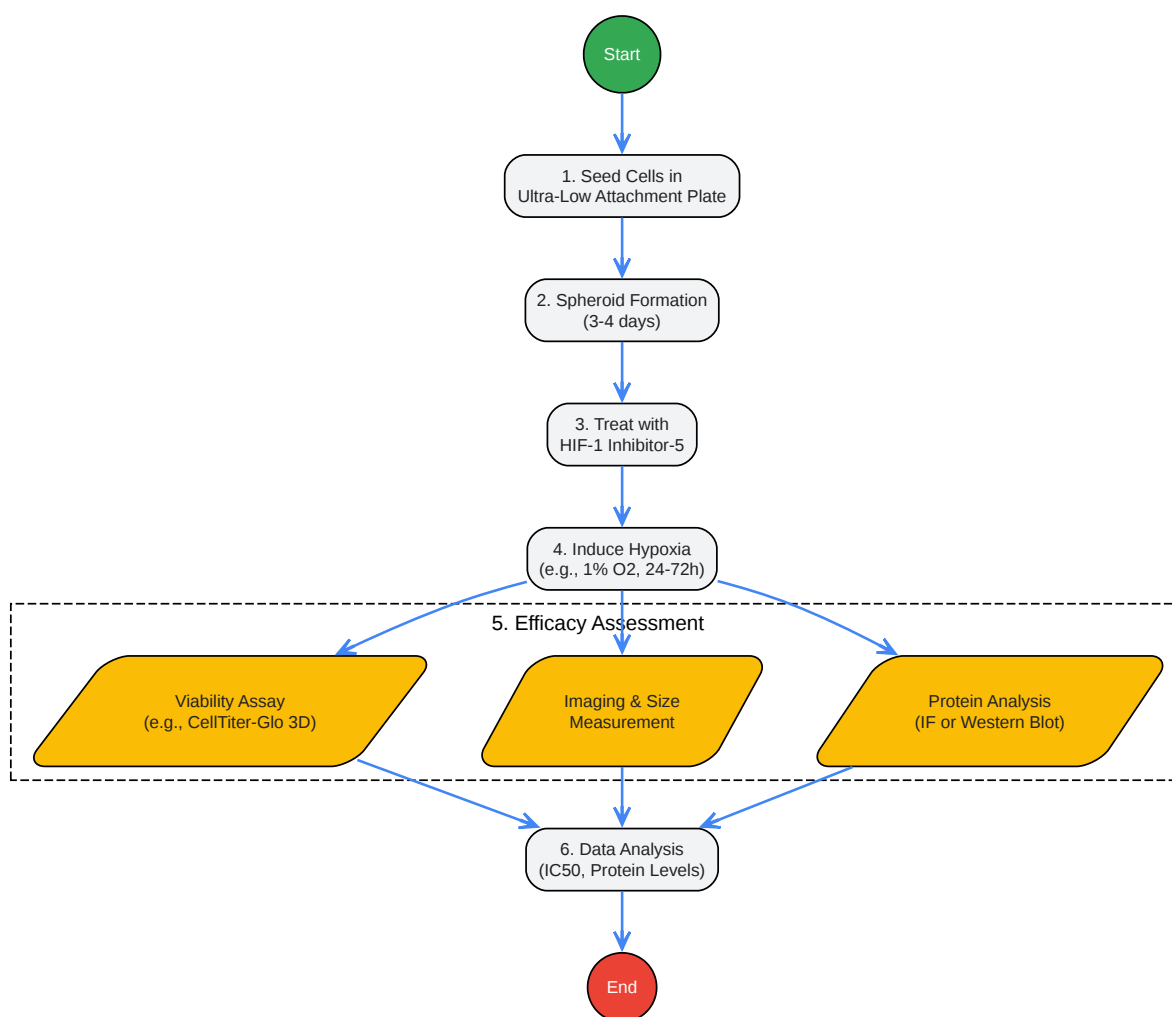 Start
1. Seed Cells in
Ultra-Low Attachment Plate
2. Spheroid Formation
(3-4 days)
3. Treat with
HIF-1 Inhibitor-5
4. Induce Hypoxia
(e.g., 1% O2, 24-72h)
5. Efficacy Assessment
Viability Assay
(e.g., CellTiter-Glo 3D)
Imaging & Size
Measurement
Protein Analysis
(IF or Western Blot)
6. Data Analysis
(IC50, Protein Levels)
End